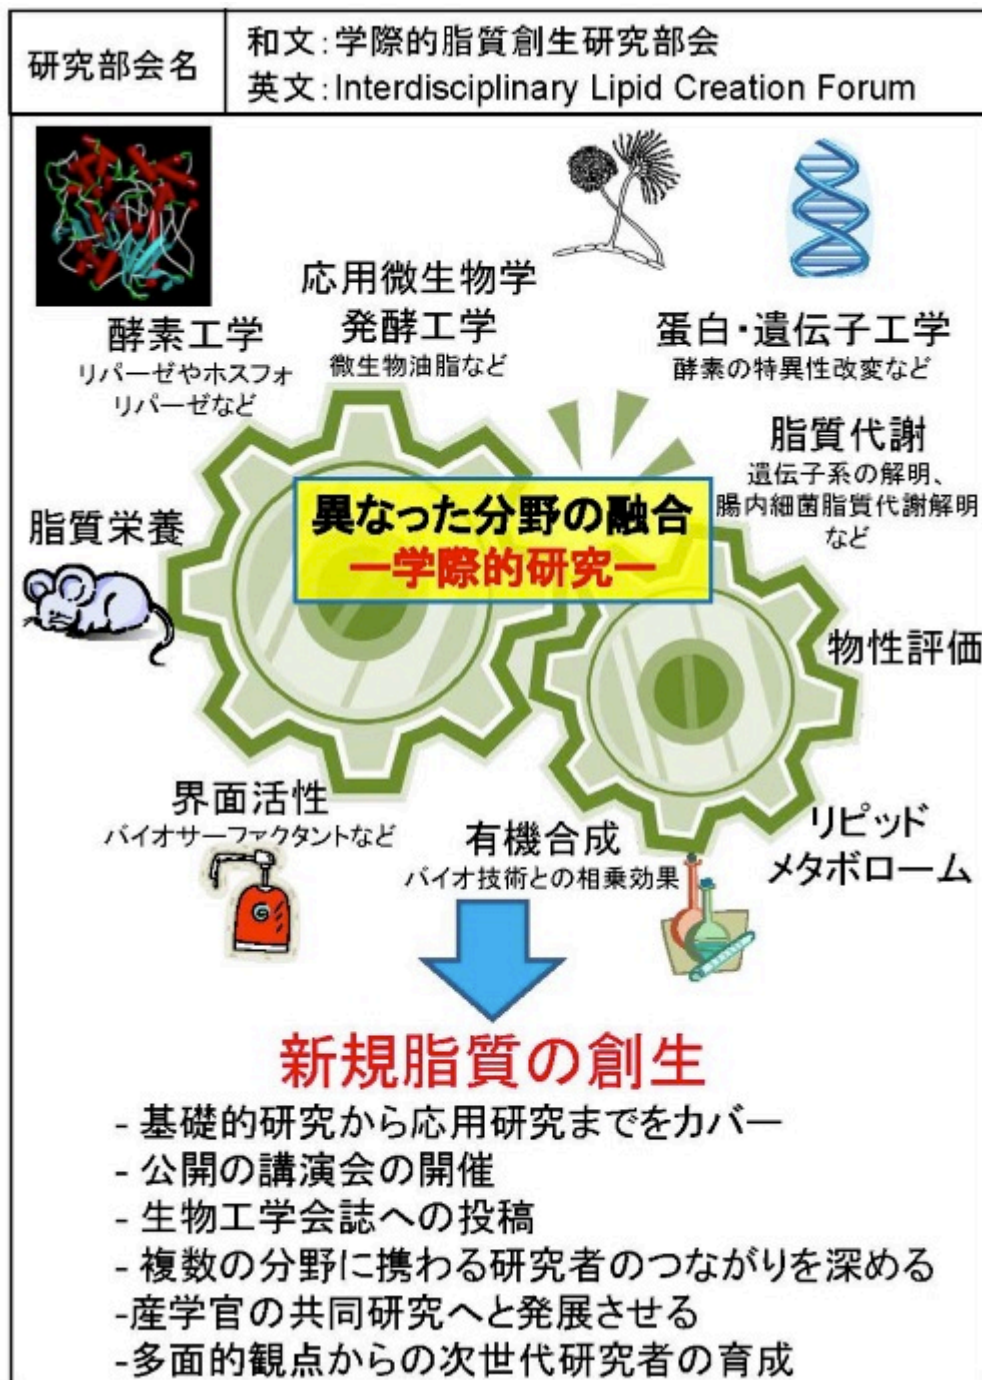 研究部会名
和文:学際的脂質創生研究部会
英文:Interdisciplinary Lipid Creation Forum
酵素工学
リパーゼやホスフォ
リパーゼなど
応用微生物学
発酵工学
微生物油脂など
蛋白・遺伝子工学
酵素の特異性改変など
脂質代謝
遺伝子系の解明、
腸内細菌脂質代謝解明
など
異なった分野の融合
ー学際的研究ー
脂質栄養
物性評価
界面活性
バイオサーファクタントなど
有機合成
バイオ技術との相乗効果
リピッド
メタボローム
新規脂質の創生
- 基礎的研究から応用研究までをカバー
- 公開の講演会の開催
- 生物工学会誌への投稿
- 複数の分野に携わる研究者のつながりを深める
-産学官の共同研究へと発展させる
-多面的観点からの次世代研究者の育成